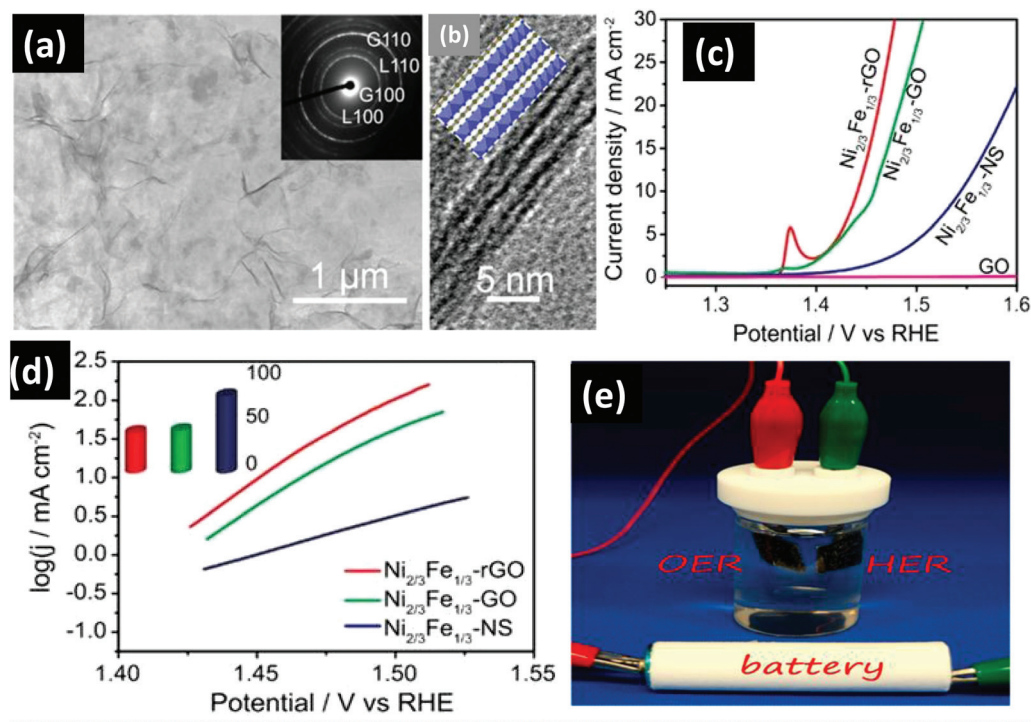 (a)
G110
L110
G100
L100
1 μm
(b)
5 nm
(c)
Current density / mA cm⁻²
30
25
20
15
10
5
0
Ni2/3Fe1/3-rGO
Ni2/3Fe1/3-GO
Ni2/3Fe1/3-NS
GO
1.3 1.4 1.5 1.6
Potential / V vs RHE
(d)
log(j / mA cm⁻²)
2.5
2.0
1.5
1.0
0.5
0.0
-0.5
-1.0
100
50
0
Ni2/3Fe1/3-rGO
Ni2/3Fe1/3-GO
Ni2/3Fe1/3-NS
1.40 1.45 1.50 1.55
Potential / V vs RHE
(e)
OER HER
battery